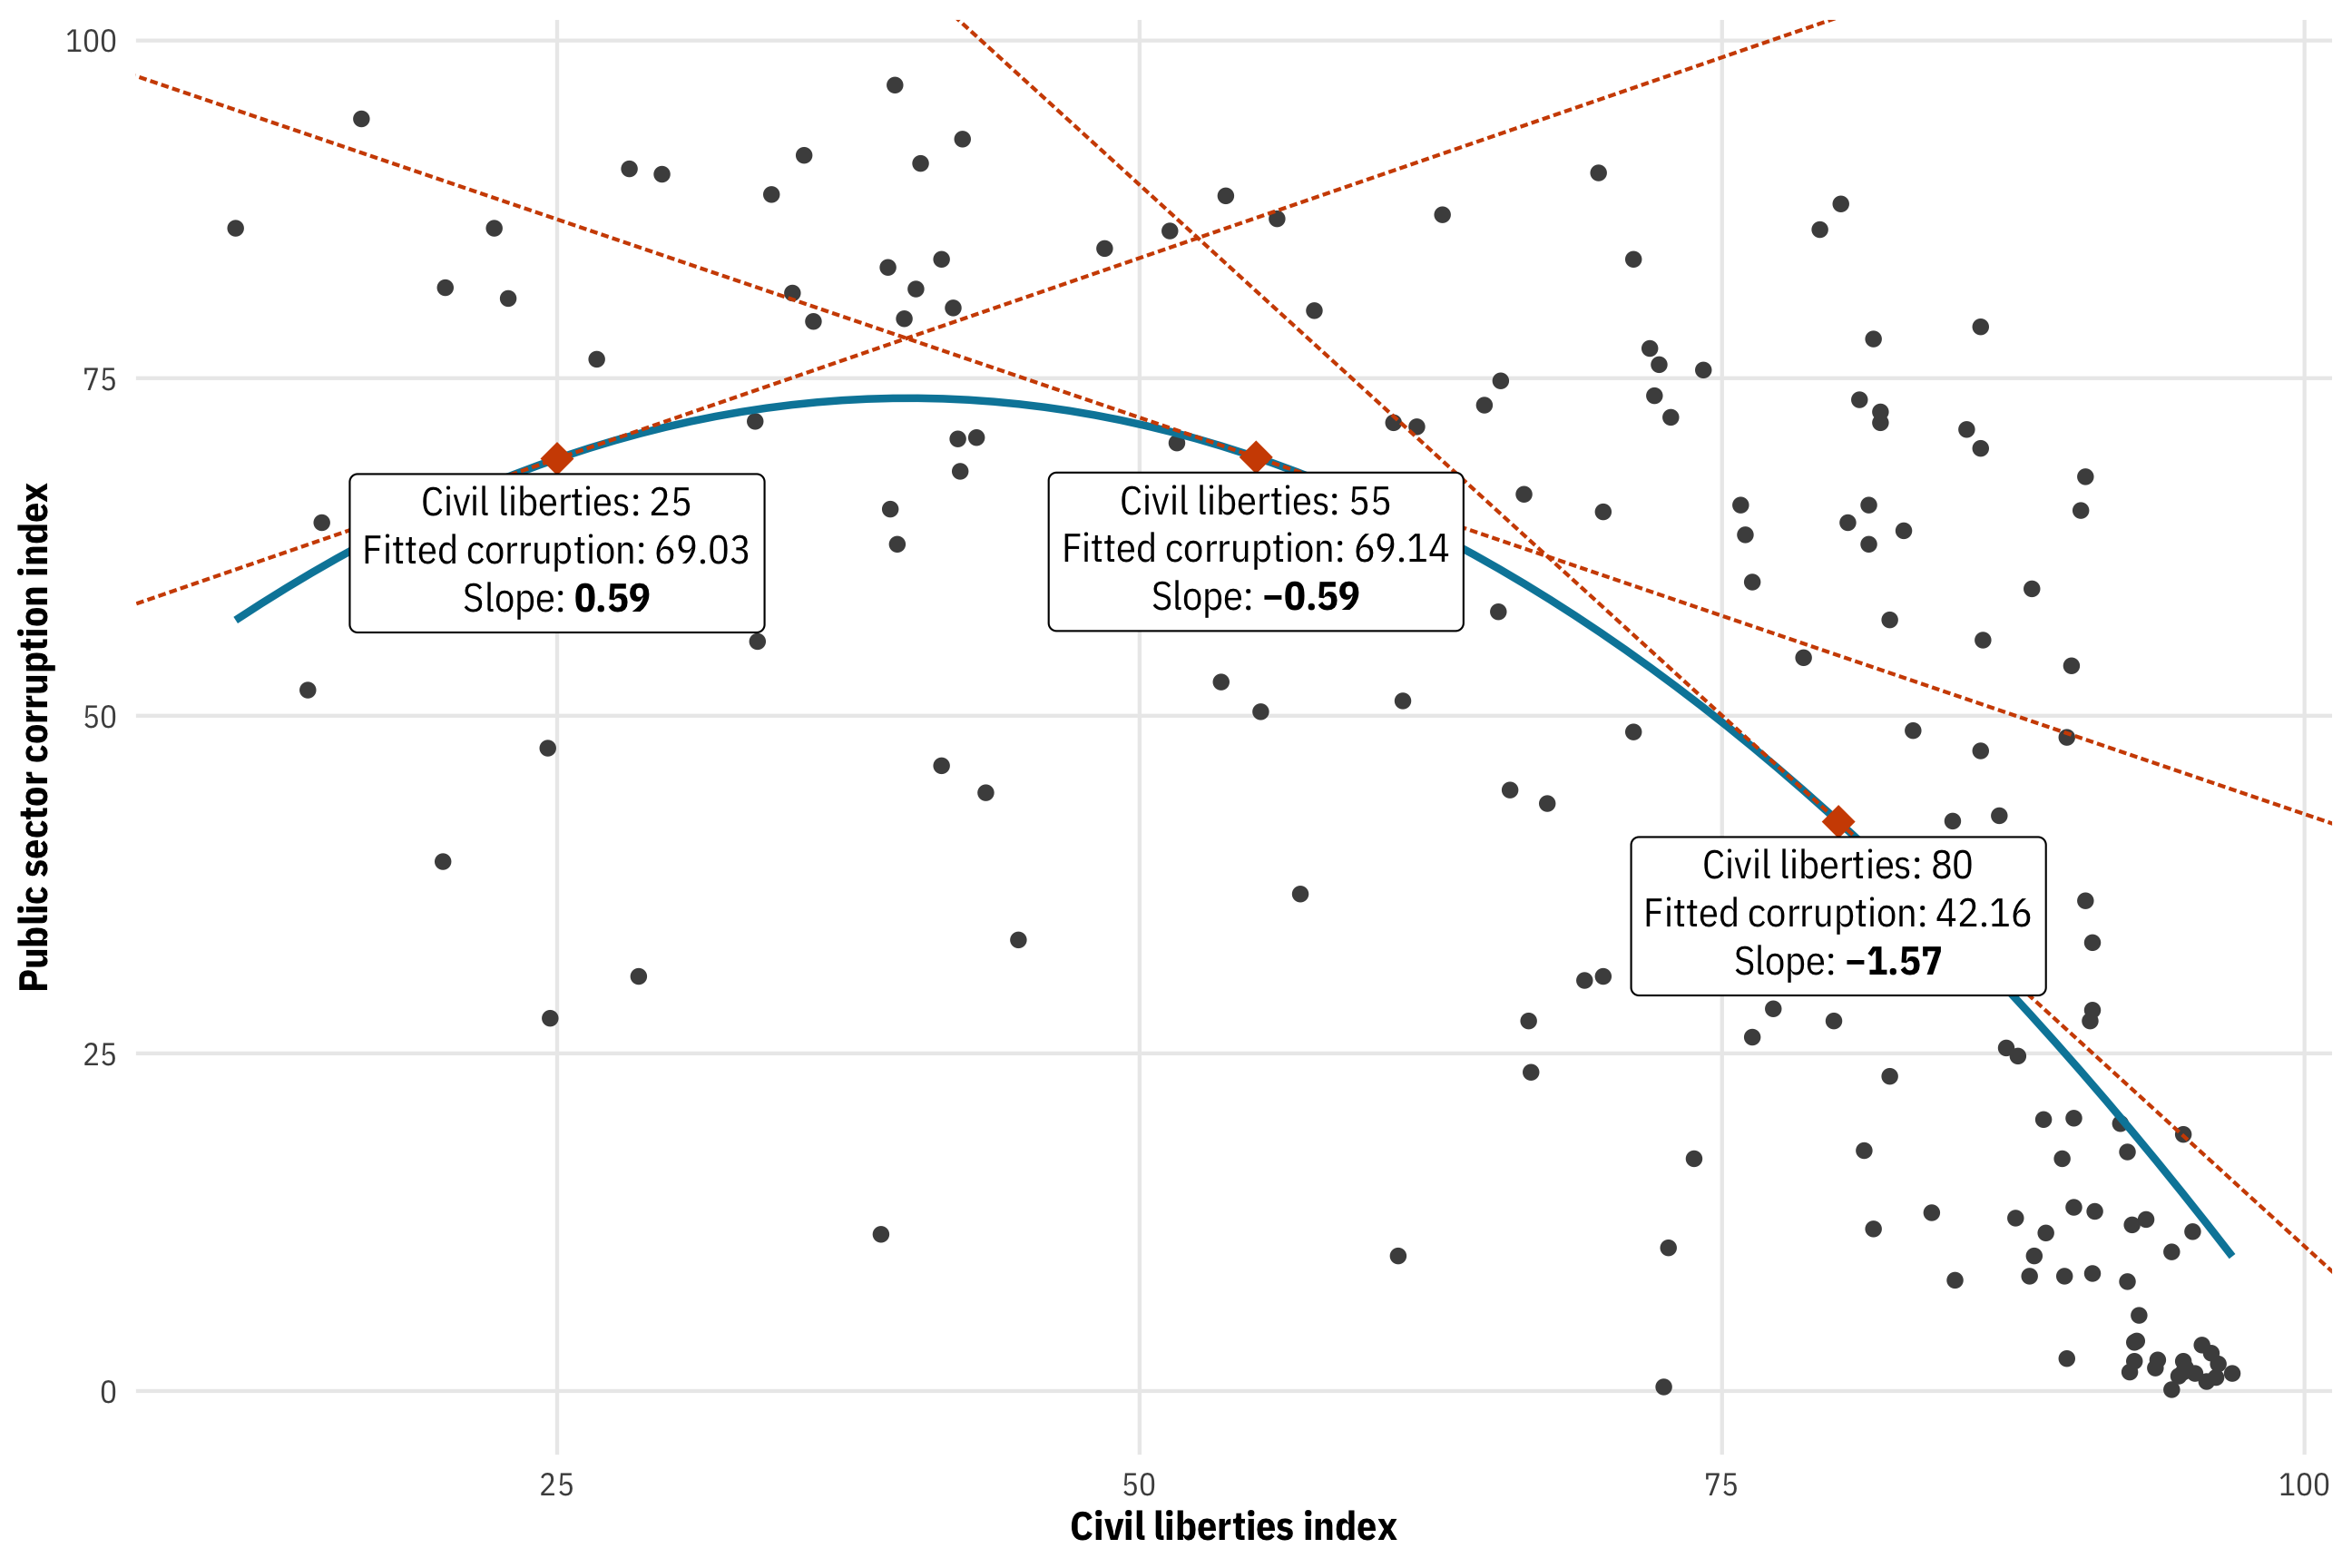 Public sector corruption index
100
75
50
25
0
Civil liberties: 25
Fitted corruption: 69.03
Slope: 0.59
Civil liberties: 55
Fitted corruption: 69.14
Slope: −0.59
Civil liberties: 80
Fitted corruption: 42.16
Slope: −1.57
25
50
75
100
Civil liberties index